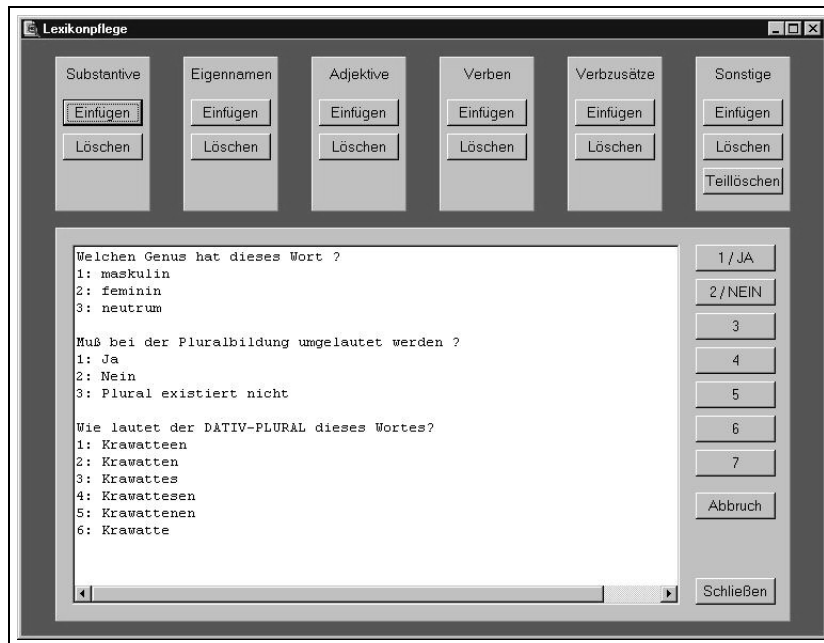 Lexikonpflege
Substantive Eigennamen Adjektive Verben Verbzusätze Sonstige
Einfügen Einfügen Einfügen Einfügen Einfügen Einfügen
Löschen Löschen Löschen Löschen Löschen Löschen
Teillöschen
Welchen Genus hat dieses Wort ?
1: maskulin
2: feminin
3: neutrum
Muß bei der Pluralbildung umgelautet werden ?
1: Ja
2: Nein
3: Plural existiert nicht
Wie lautet der DATIV-PLURAL dieses Wortes?
1: Krawatteen
2: Krawatten
3: Krawattes
4: Krawattesen
5: Krawattenen
6: Krawatte
1 / JA
2 / NEIN
3
4
5
6
7
Abbruch
Schließen